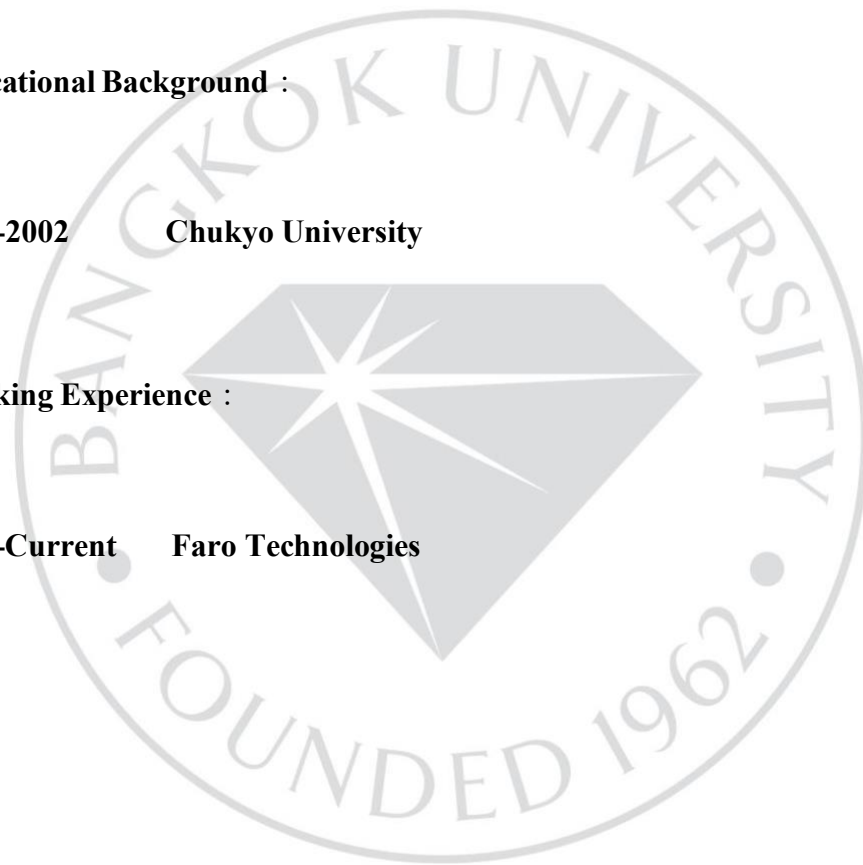 cational Background :
-2002 Chukyo University
king Experience :
-Current Faro Technologies
BANGKOK UNIVERSITY
• FOUNDED 1962 •